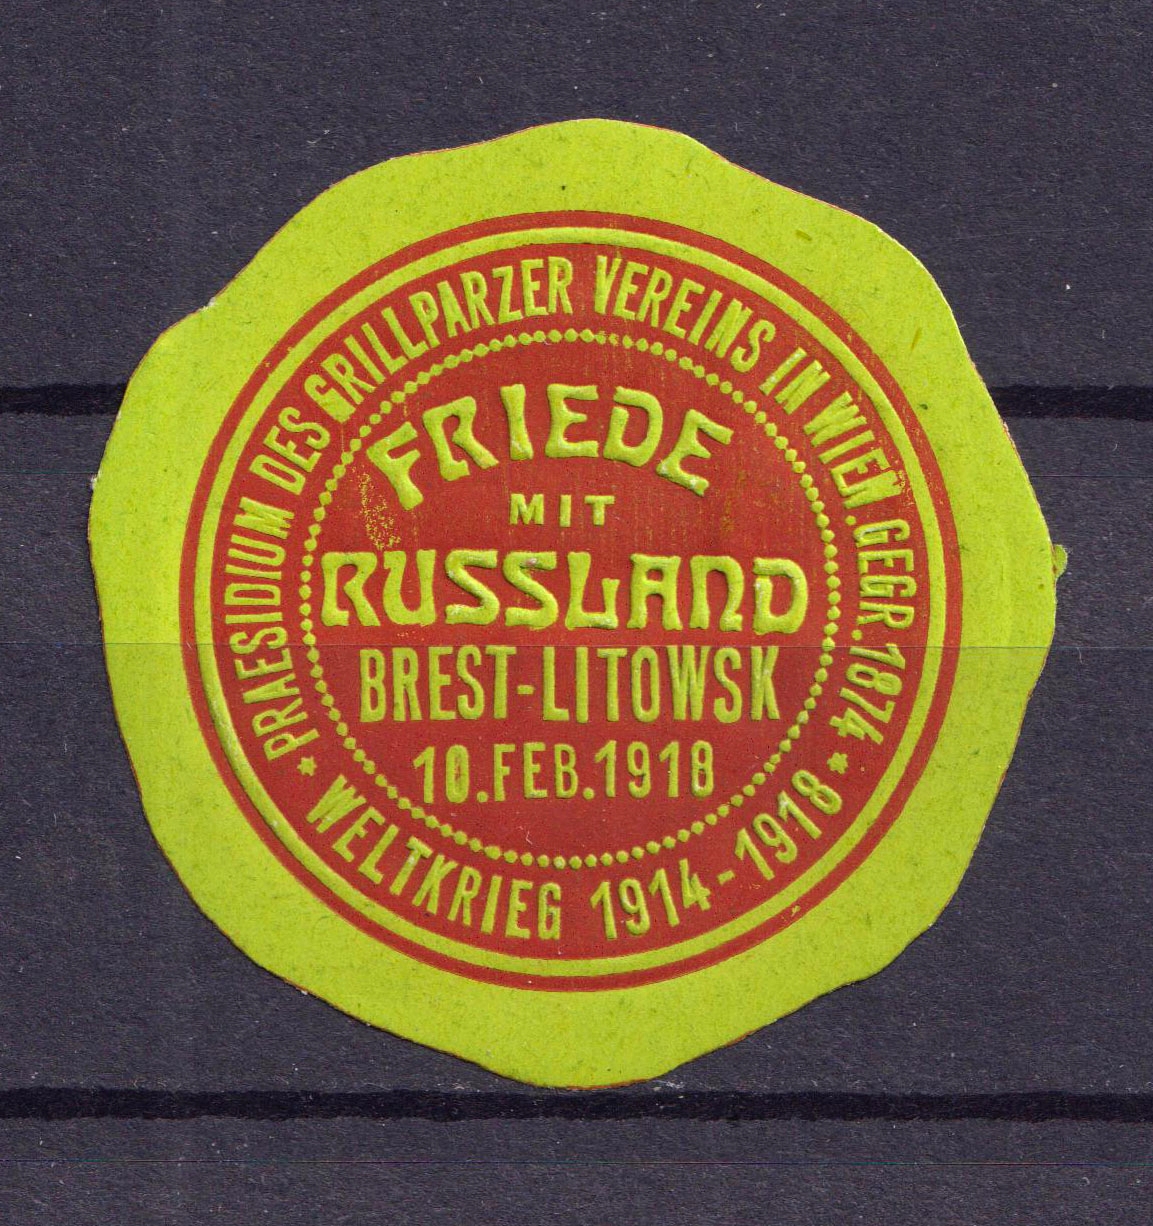 PRAESIDIUM DES GRILLPARZER VEREINS IN WIEN. GEGR. 1874
FRIEDE
MIT
RUSSLAND
BREST-LITOWSK
10. FEB. 1918
* WELTKRIEG 1914 - 1918 *